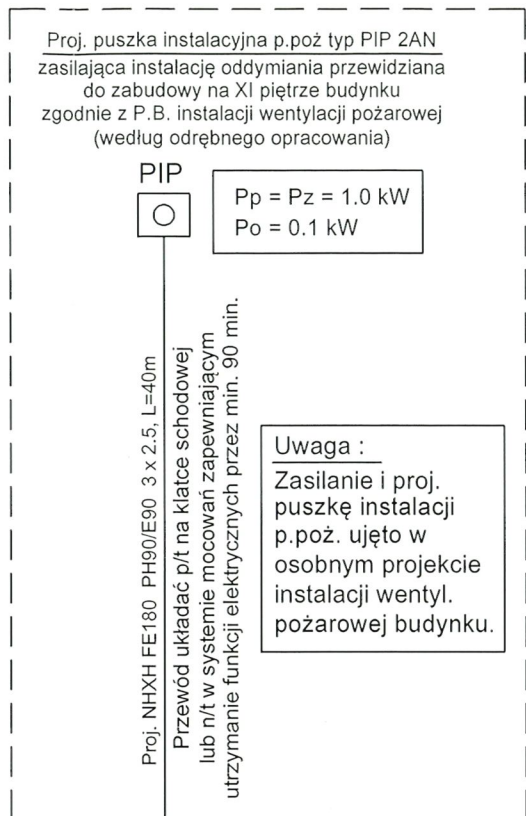 Proj. puszka instalacyjna p.poż typ PIP 2AN
zasilająca instalację oddymiania przewidziana
do zabudowy na XI piętrze budynku
zgodnie z P.B. instalacji wentylacji pożarowej
(według odrębnego opracowania)
PIP
Pp = Pz = 1.0 kW
Po = 0.1 kW
Proj. NHXH FE180 PH90/E90 3 x 2.5, L=40m
Przewód układać p/t na klatce schodowej
lub n/t w systemie mocowań zapewniającym
utrzymanie funkcji elektrycznych przez min. 90 min.
Uwaga :
Zasilanie i proj.
puszkę instalacji
p.poż. ujęto w
osobnym projekcie
instalacji wentyl.
pożarowej budynku.